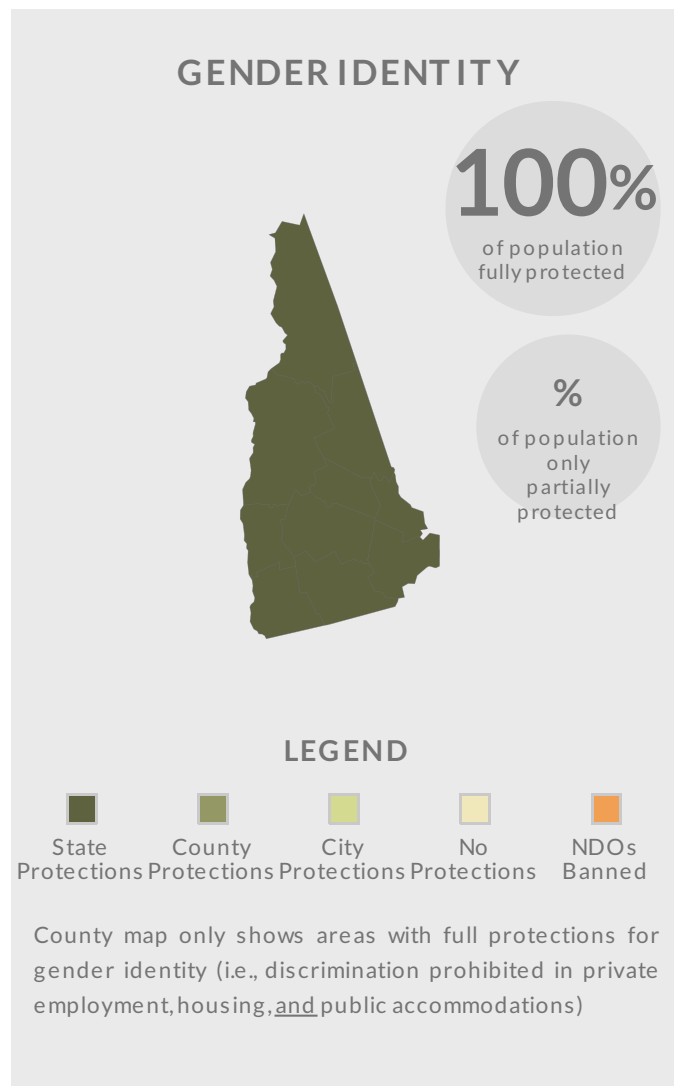 GENDER IDENTITY
100%
of population
fully protected
%
of population
only
partially
protected
LEGEND
State
Protections
County
Protections
City
Protections
No
Protections
NDOs
Banned
County map only shows areas with full protections for
gender identity (i.e., discrimination prohibited in private
employment, housing, and public accommodations)